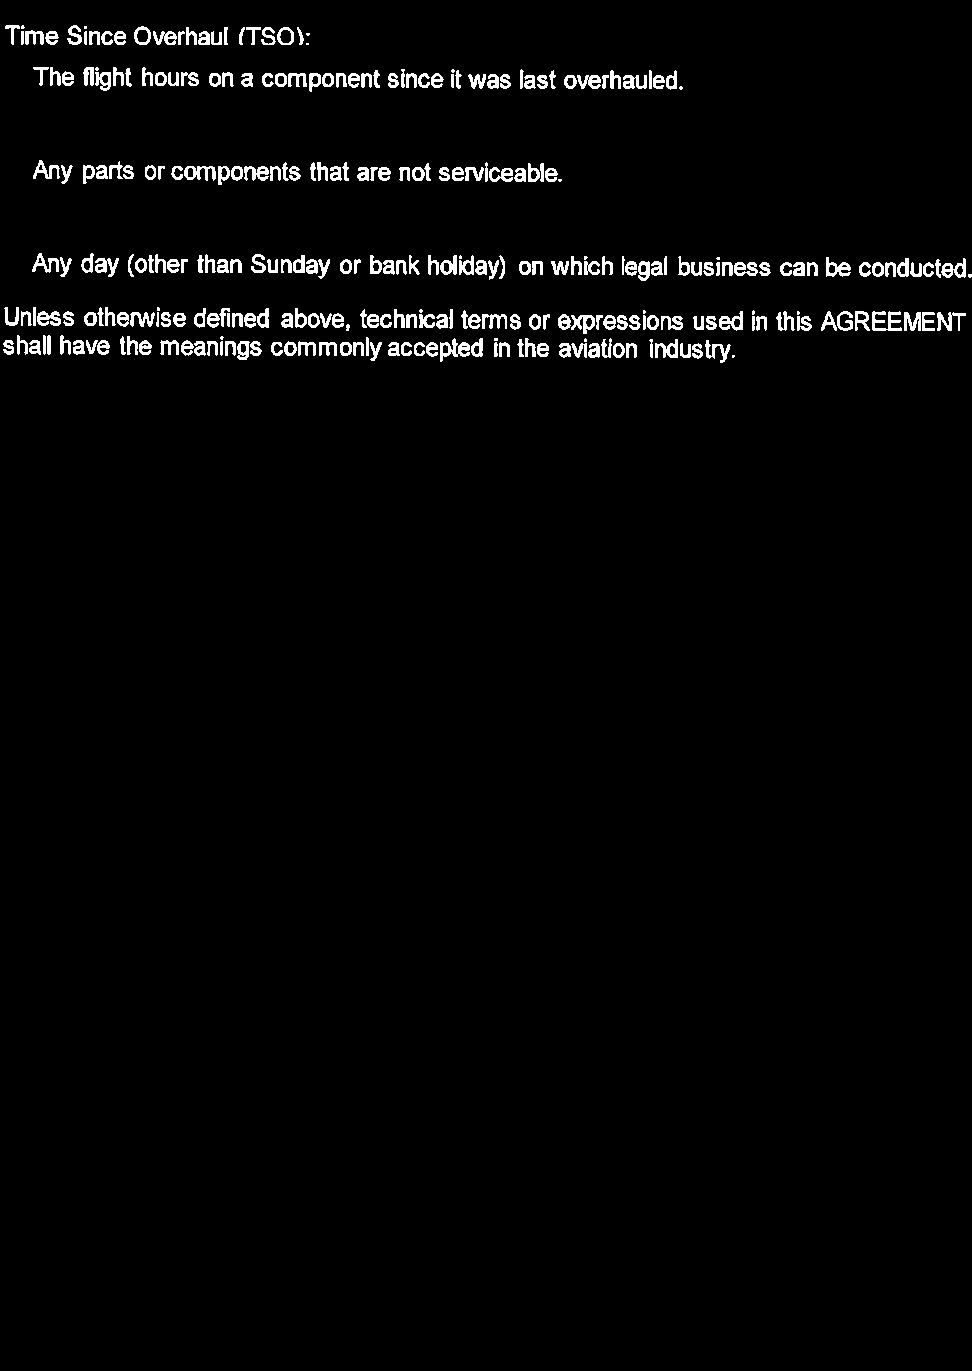 Time Since Overhaul (TSO):
The flight hours on a component since it was last overhauled.
Any parts or components that are not serviceable.
Any day (other than Sunday or bank holiday) on which legal business can be conducted.
Unless otherwise defined above, technical terms or expressions used in this AGREEMENT
shall have the meanings commonly accepted in the aviation industry.